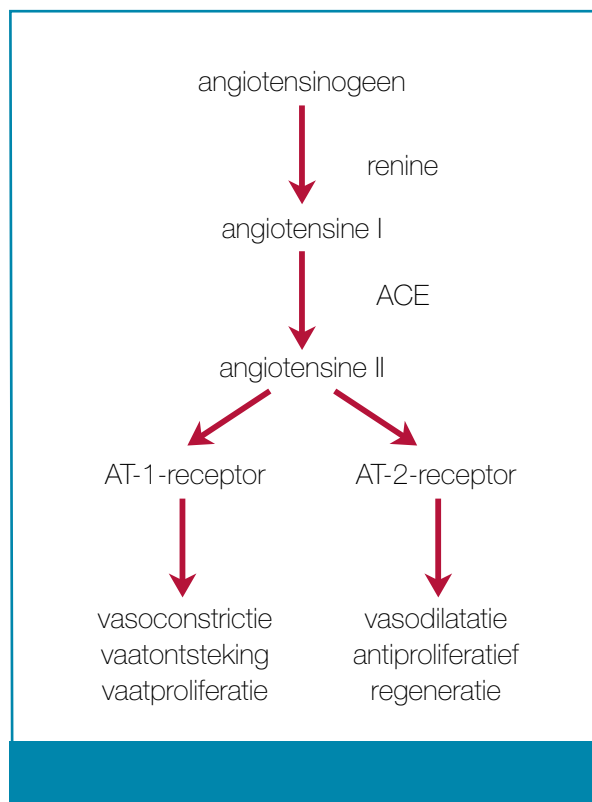 angiotensinogeen
renine
angiotensine I
ACE
angiotensine II
AT-1-receptor
AT-2-receptor
vasoconstrictie
vaatontsteking
vaatproliferatie
vasodilatatie
antiproliferatief
regeneratie